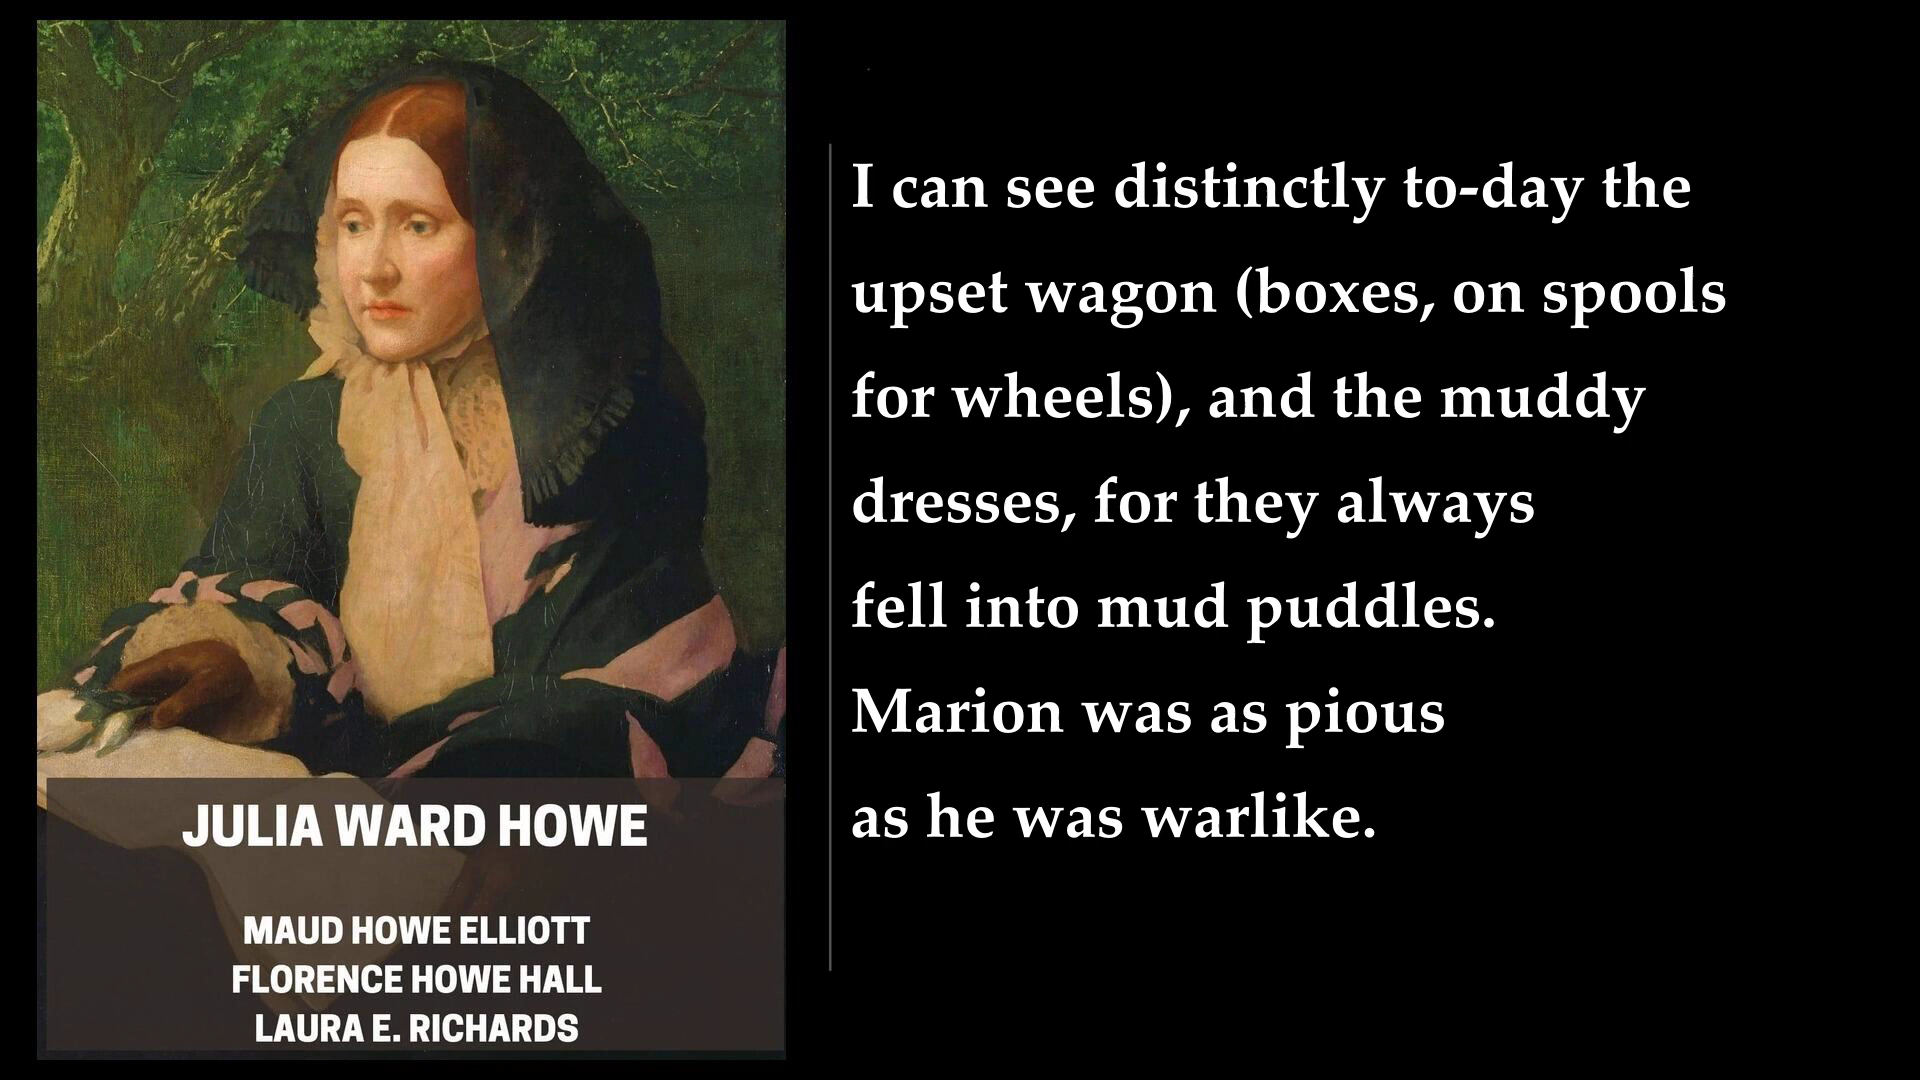 JULIA WARD HOWE
MAUD HOWE ELLIOTT
FLORENCE HOWE HALL
LAURA E. RICHARDS
I can see distinctly to-day the
upset wagon (boxes, on spools
for wheels), and the muddy
dresses, for they always
fell into mud puddles.
Marion was as pious
as he was warlike.